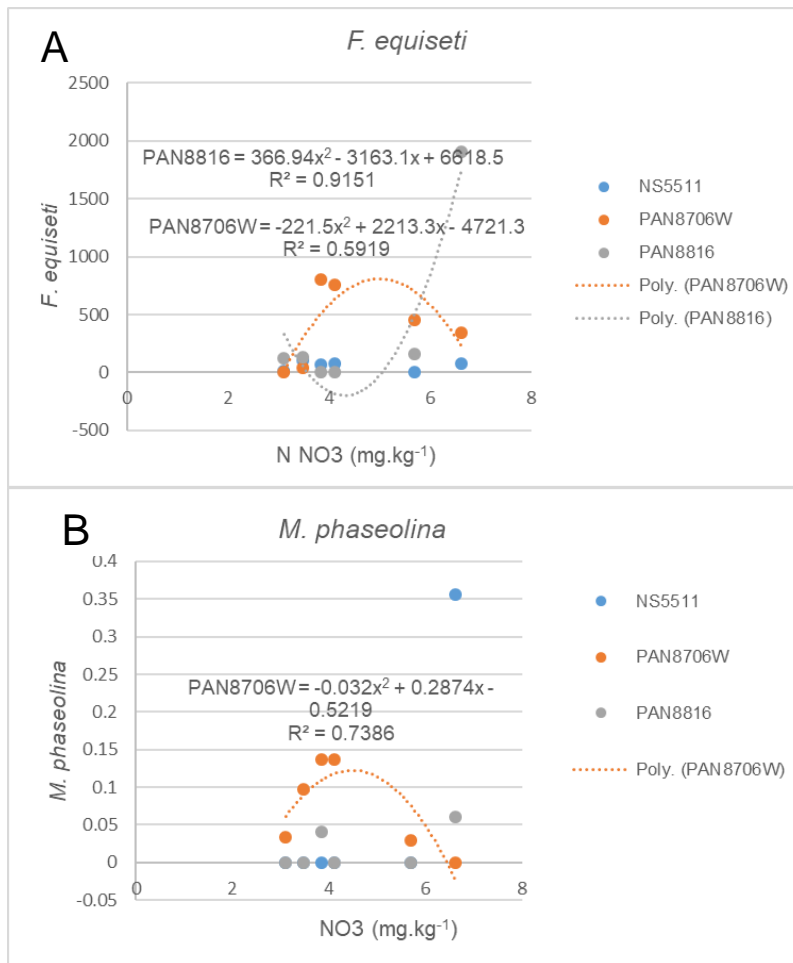 A
F. equiseti
2500
2000
1500
1000
500
0
-500
PAN8816 = 366.94x² - 3163.1x + 6618.5
R² = 0.9151
PAN8706W = -221.5x² + 2213.3x - 4721.3
R² = 0.5919
F. equiseti
0
2
4
6
8
N NO3 (mg.kg⁻¹)
NS5511
PAN8706W
PAN8816
Poly. (PAN8706W)
Poly. (PAN8816)
B
M. phaseolina
0.4
0.35
0.3
0.25
0.2
0.15
0.1
0.05
0
-0.05
PAN8706W = -0.032x² + 0.2874x -
0.5219
R² = 0.7386
M. phaseolina
0
2
4
6
8
NO3 (mg.kg⁻¹)
NS5511
PAN8706W
PAN8816
Poly. (PAN8706W)